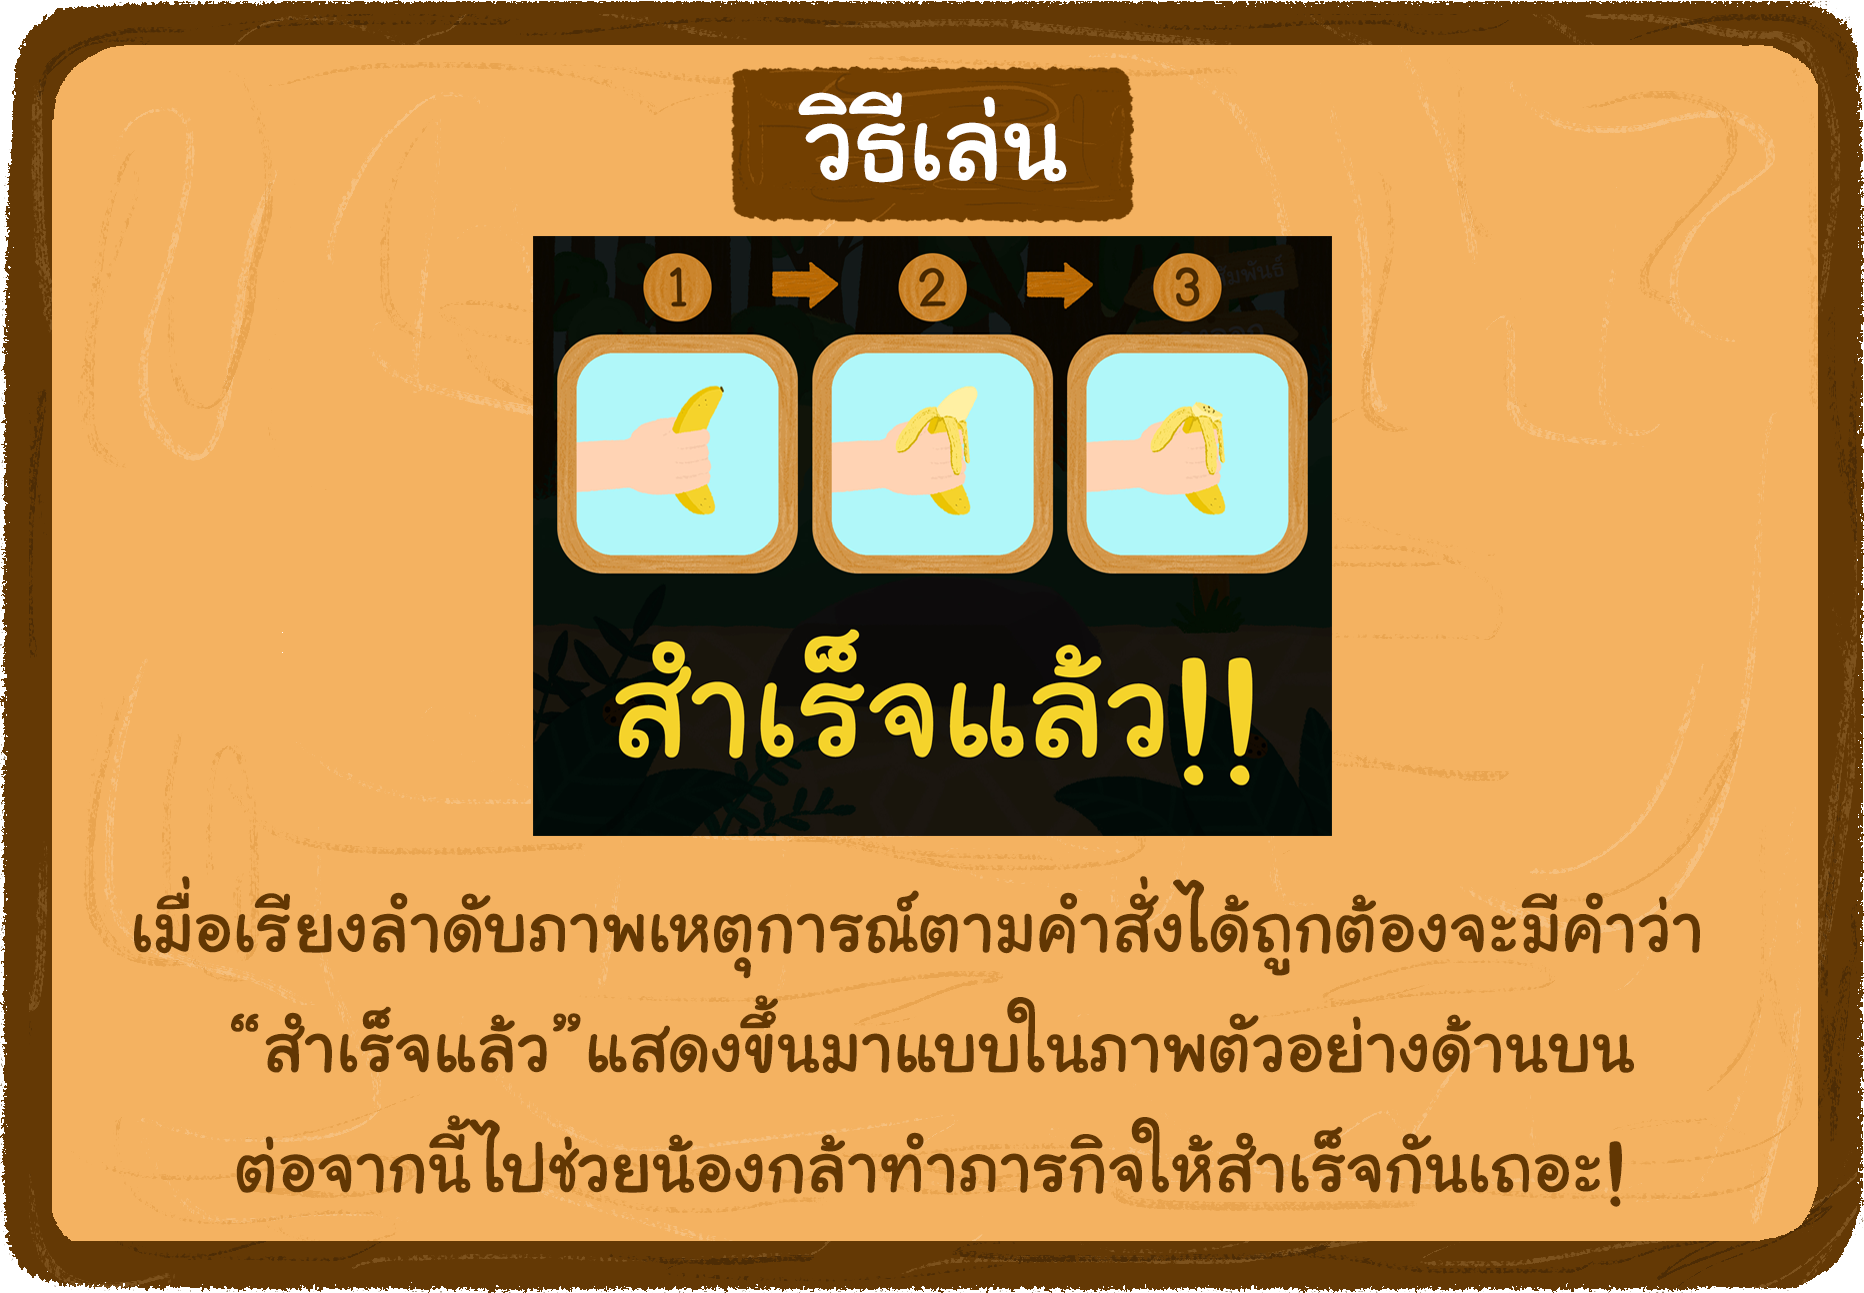 วิธีเล่น
1 2 3
สำเร็จแล้ว!!
เมื่อเรียงลำดับภาพเหตุการณ์ตามคำสั่งได้ถูกต้องจะมีคำว่า
“สำเร็จแล้ว”แสดงขึ้นมาแบบในภาพตัวอย่างด้านบน
ต่อจากนี้ไปช่วยน้องกล้าทำภารกิจให้สำเร็จกันเถอะ!